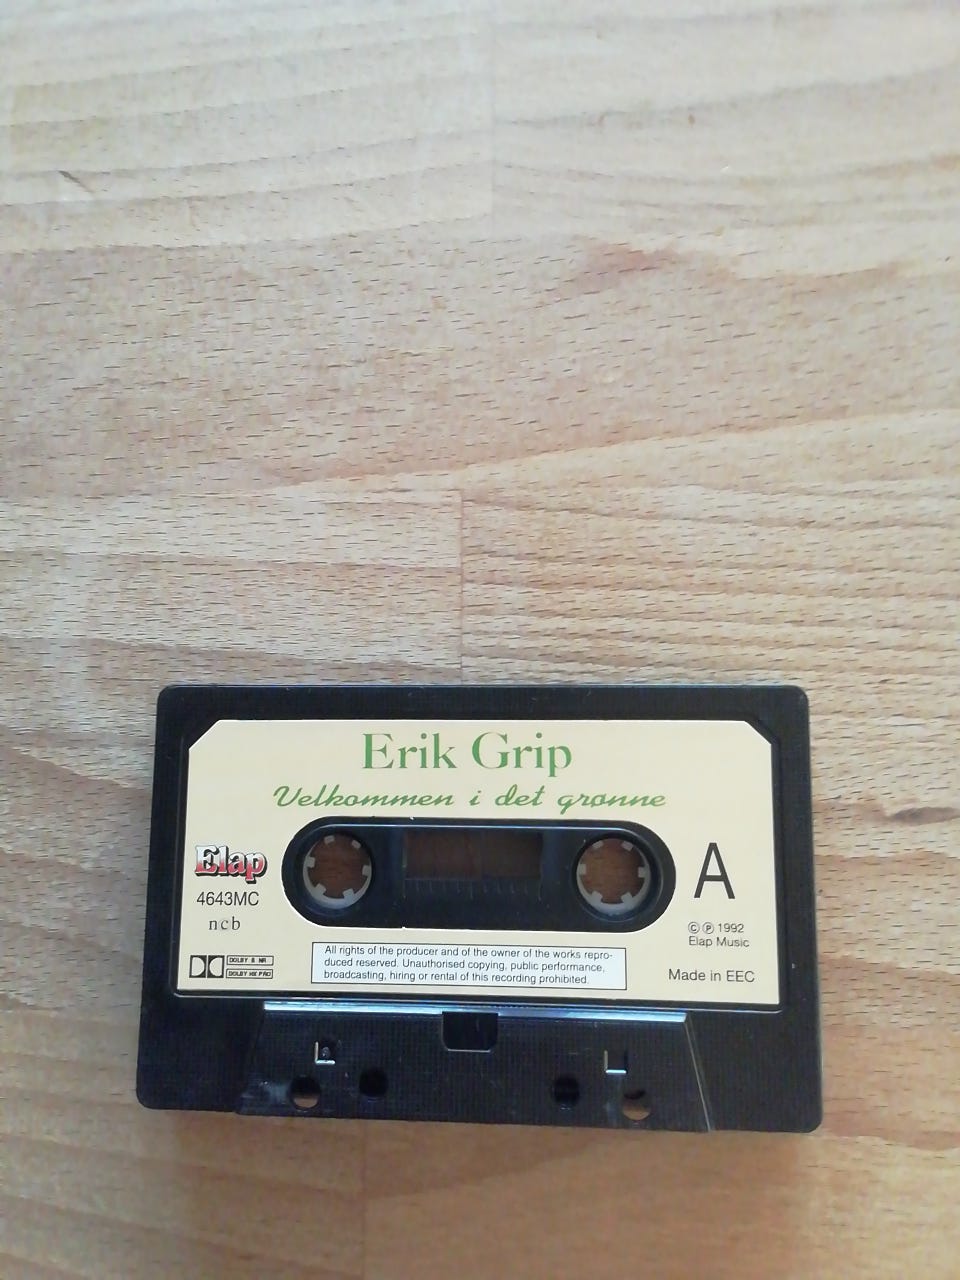 Erik Grip
Velkommen i det grønne
Elap
4643MC
ncb
A
© ℗ 1992
Elap Music
Made in EEC
DOLBY B NR
DOLBY HX PRO
All rights of the producer and of the owner of the works repro-
duced reserved. Unauthorised copying, public performance,
broadcasting, hiring or rental of this recording prohibited.